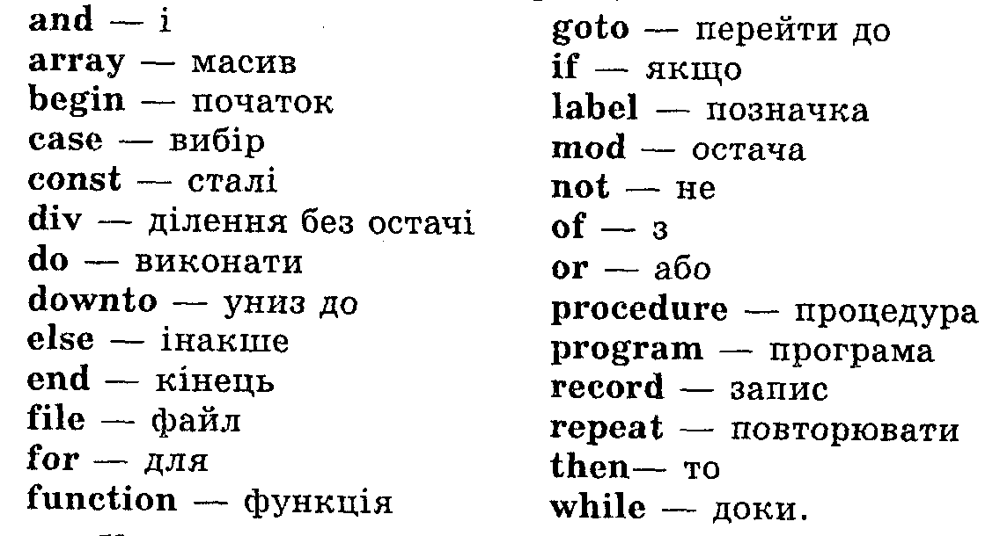 and — і
array — масив
begin — початок
case — вибір
const — сталі
div — ділення без остачі
do — виконати
downto — униз до
else — інакше
end — кінець
file — файл
for — для
function — функція
goto — перейти до
if — якщо
label — позначка
mod — остача
not — не
of — з
or — або
procedure — процедура
program — програма
record — запис
repeat — повторювати
then— то
while — доки.